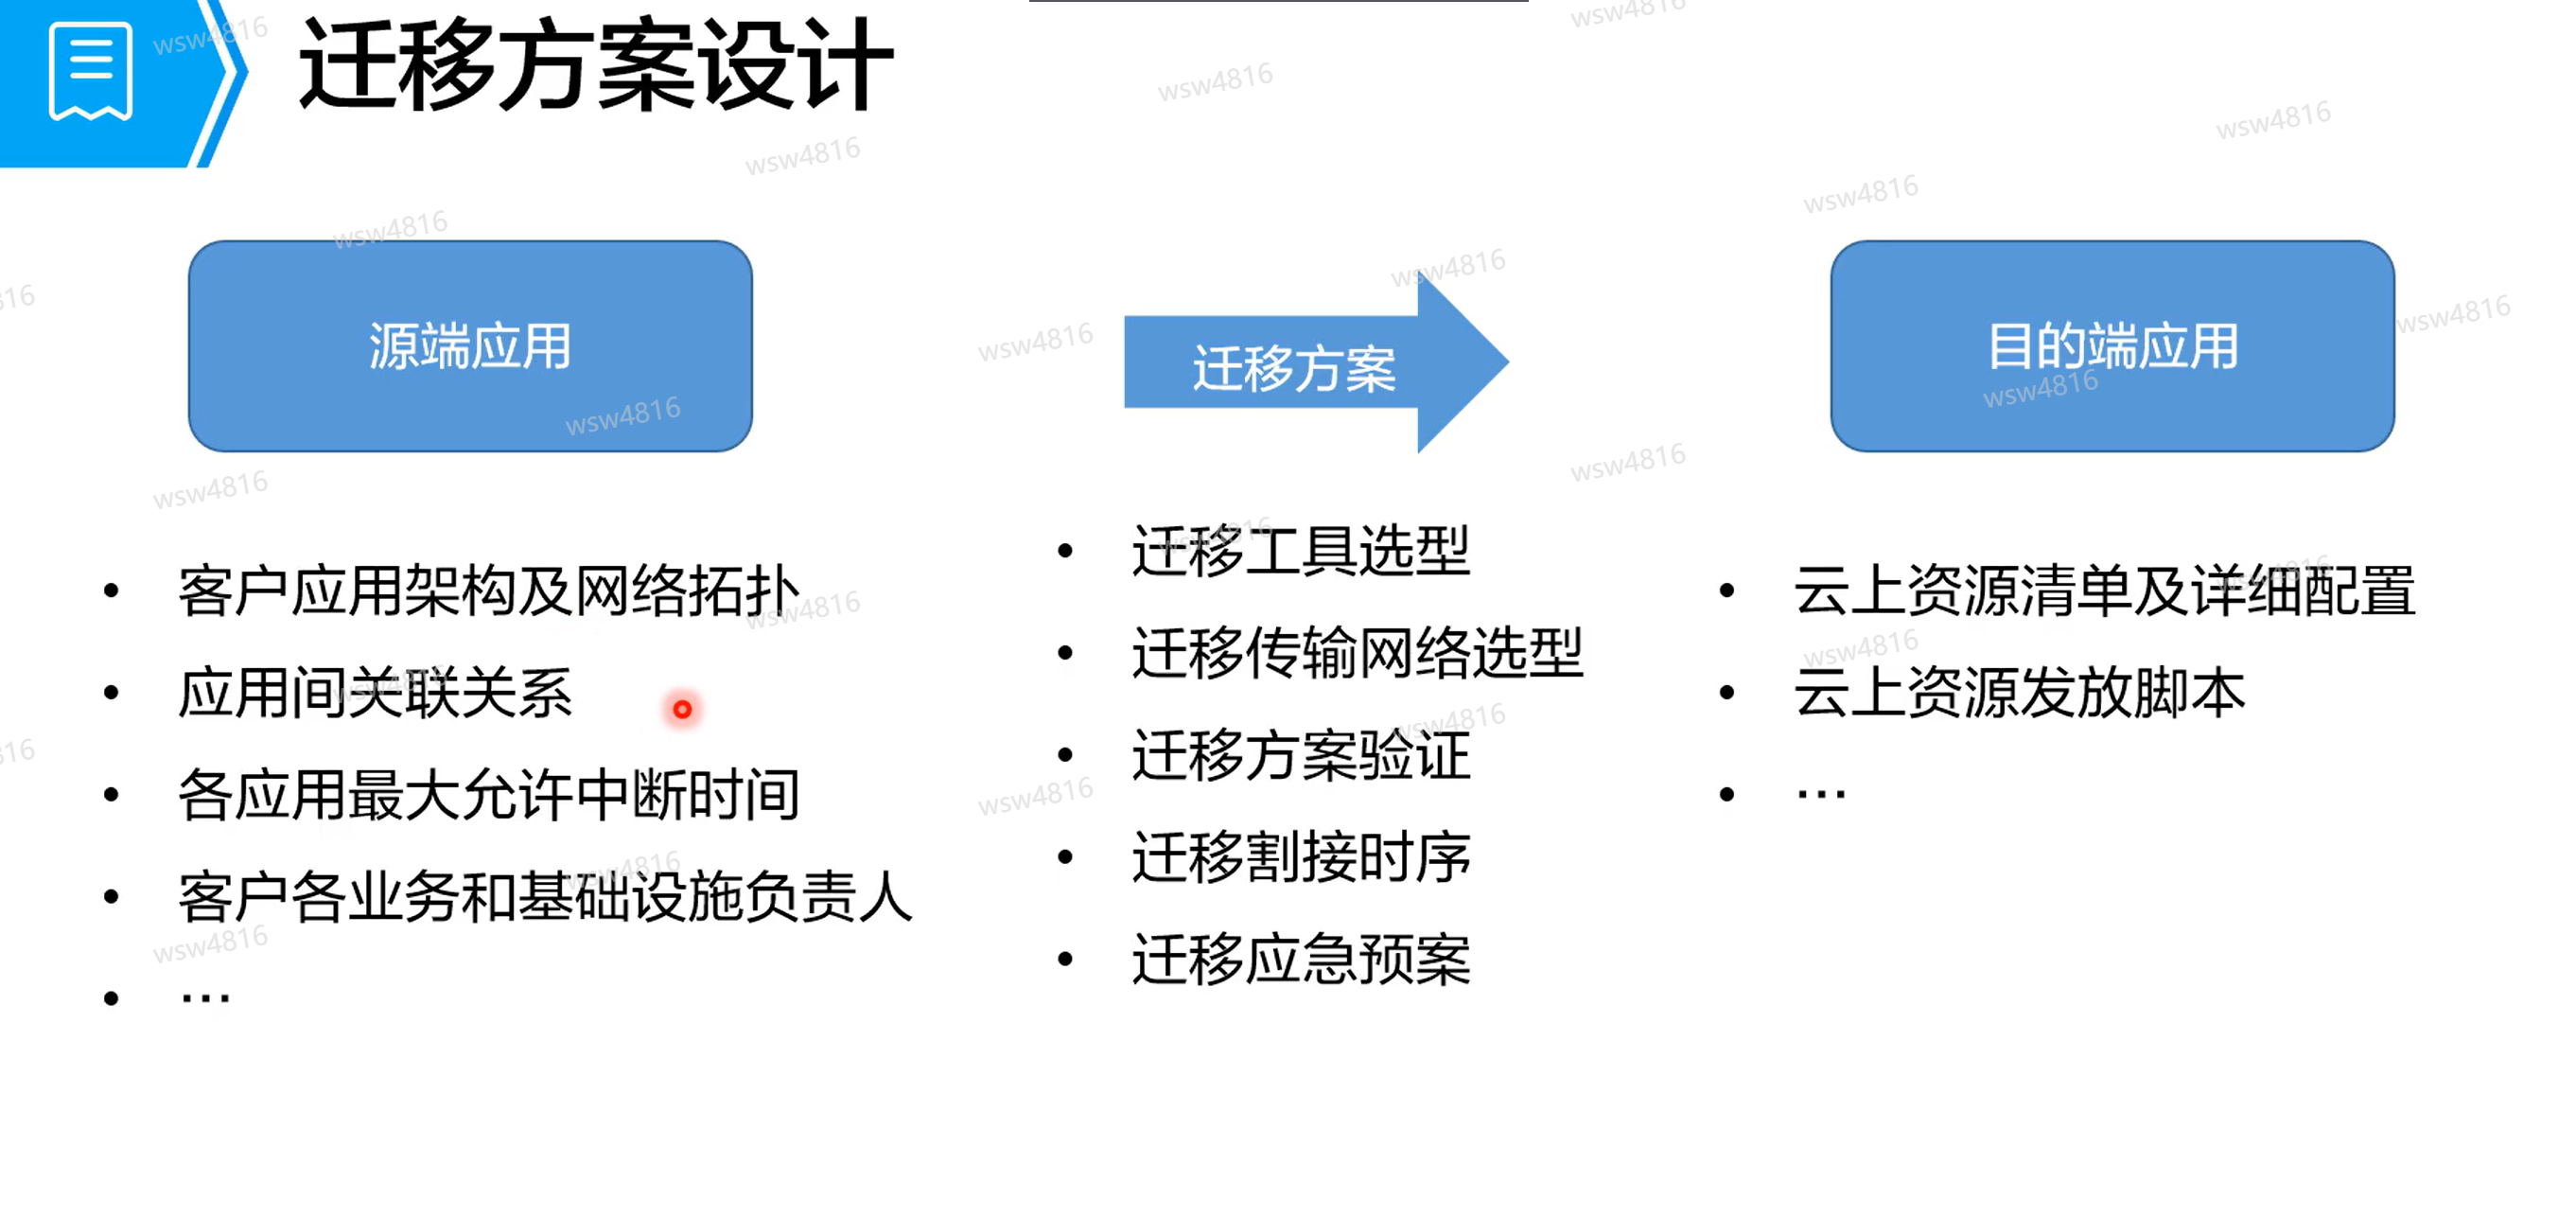 迁移方案设计
源端应用
迁移方案
目的端应用
• 客户应用架构及网络拓扑
• 应用间关联关系
• 各应用最大允许中断时间
• 客户各业务和基础设施负责人
• …
• 迁移工具选型
• 迁移传输网络选型
• 迁移方案验证
• 迁移割接时序
• 迁移应急预案
• 云上资源清单及详细配置
• 云上资源发放脚本
• …
wsw4816